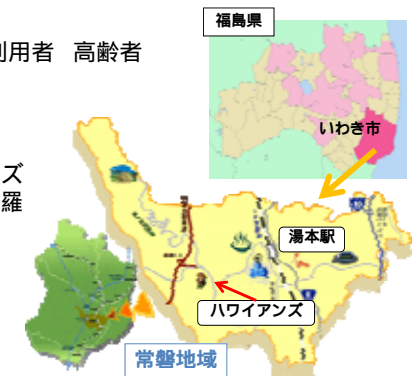 福島県
利用者 高齢者
いわき市
ズ
羅
湯本駅
ハワイアンズ
常磐地域